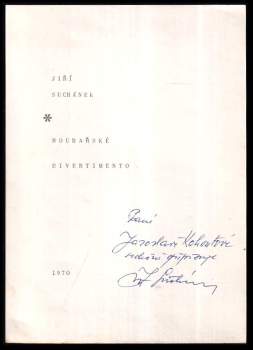 JIŘÍ
SUCHÁNEK
*
HOUBAŘSKÉ
DIVERTIMENTO
Paní
Jaroslavě Kohoutové
srdečně připisuje
1970